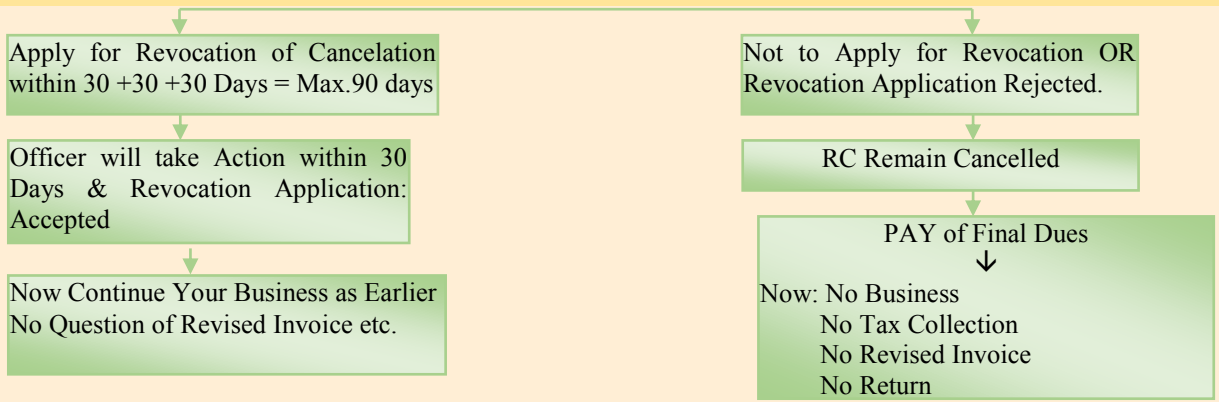 Apply for Revocation of Cancelation
within 30 +30 +30 Days = Max.90 days
Officer will take Action within 30
Days & Revocation Application:
Accepted
Now Continue Your Business as Earlier
No Question of Revised Invoice etc.
Not to Apply for Revocation OR
Revocation Application Rejected.
RC Remain Cancelled
PAY of Final Dues
Now: No Business
No Tax Collection
No Revised Invoice
No Return